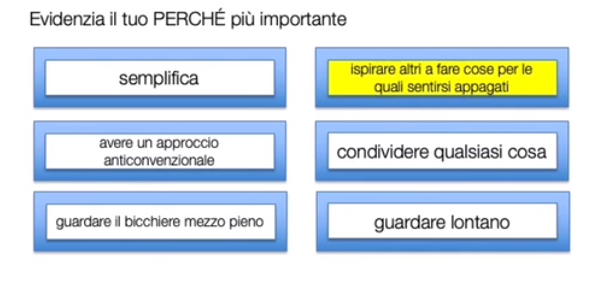 Evidenzia il tuo PERCHÉ più importante
semplifica
ispirare altri a fare cose per le
quali sentirsi appagati
avere un approccio
anticonvenzionale
condividere qualsiasi cosa
guardare il bicchiere mezzo pieno
guardare lontano